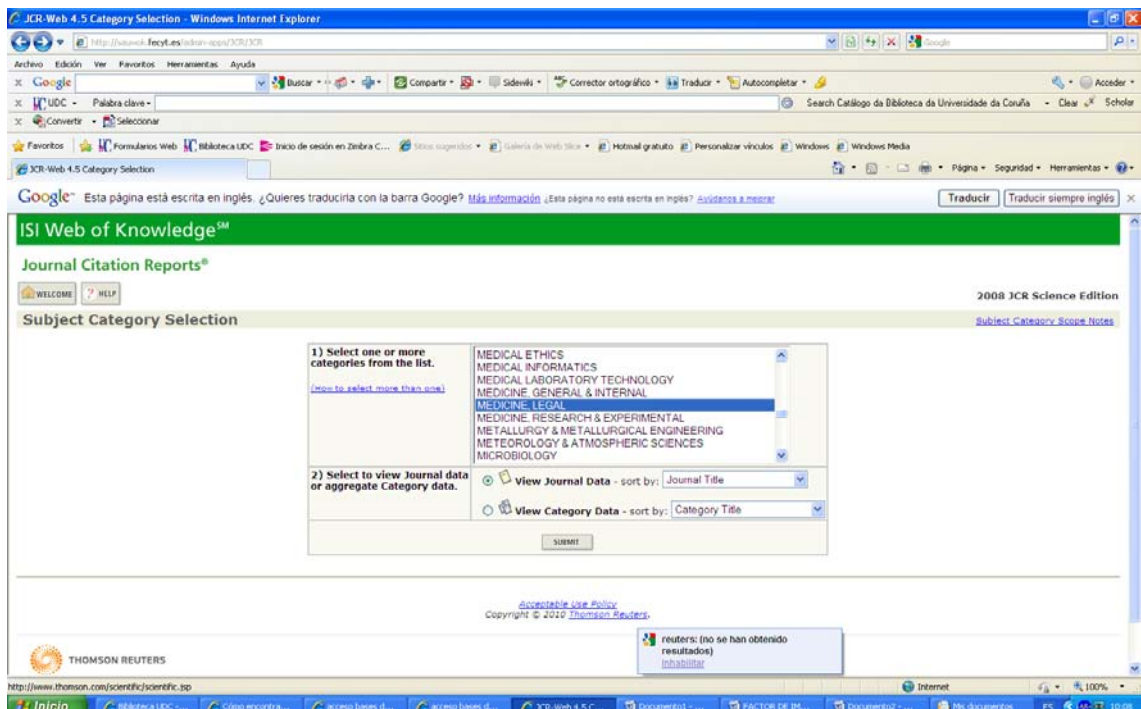 JCR-Web 4.5 Category Selection - Windows Internet Explorer
http://sauwok.fecyt.es/admin-apps/JCR/JCR
Google
Archivo Edición Ver Favoritos Herramientas Ayuda
x Google Buscar Compartir Sidewiki Corrector ortográfico Traducir Autocompletar Acceder
x UDC Palabra clave Search Catálogo da Biblioteca da Universidade da Coruña Clear Scholar
x Convertir Seleccionar
Favoritos Formularios Web Biblioteca UDC Inicio de sesión en Zimbra C... Sitios sugeridos Galería de Web Slice Hotmail gratuito Personalizar vínculos Windows Windows Media
JCR-Web 4.5 Category Selection Página Seguridad Herramientas
Google Esta página está escrita en inglés. ¿Quieres traducirla con la barra Google? Más información ¿Esta página no está escrita en inglés? Ayúdanos a mejorar Traducir Traducir siempre inglés
ISI Web of Knowledge℠
Journal Citation Reports®
WELCOME ? HELP
2008 JCR Science Edition
Subject Category Selection
Subject Category Scope Notes
1) Select one or more categories from the list.
(How to select more than one)
MEDICAL ETHICS
MEDICAL INFORMATICS
MEDICAL LABORATORY TECHNOLOGY
MEDICINE, GENERAL & INTERNAL
MEDICINE, LEGAL
MEDICINE, RESEARCH & EXPERIMENTAL
METALLURGY & METALLURGICAL ENGINEERING
METEOROLOGY & ATMOSPHERIC SCIENCES
MICROBIOLOGY
2) Select to view Journal data or aggregate Category data.
View Journal Data - sort by: Journal Title
View Category Data - sort by: Category Title
SUBMIT
Acceptable Use Policy
Copyright © 2010 Thomson Reuters.
reuters: (no se han obtenido resultados)
Inhabilitar
THOMSON REUTERS
http://www.thomson.com/scientific/scientific.jsp
Internet 100%
Inicio Biblioteca UDC -... Cómo encontra... acceso bases d... acceso bases d... JCR-Web 4.5 C... Documento1 - ... FACTOR DE IM... Documento2 - ... Mis documentos ES 10:08